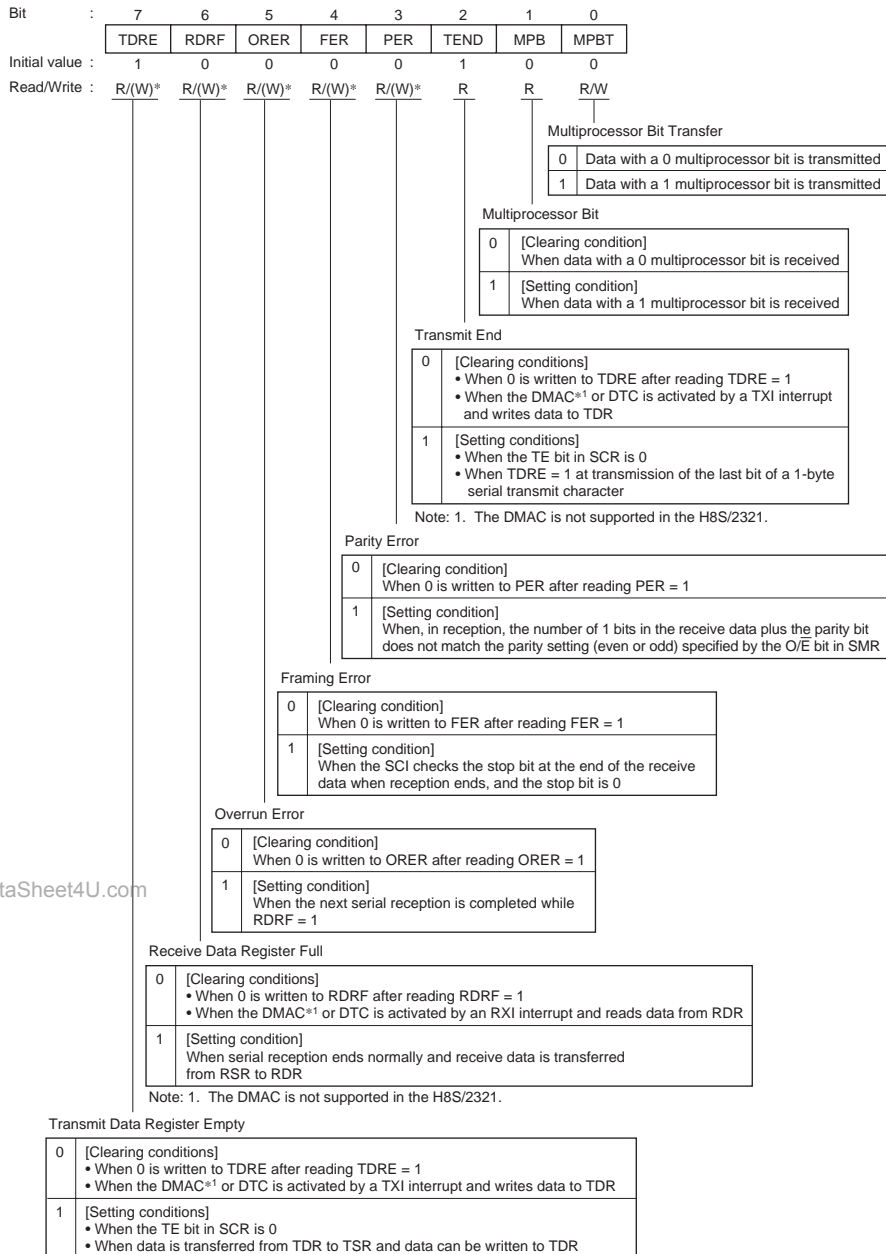 Bit : 7 6 5 4 3 2 1 0
TDRE RDRF ORER FER PER TEND MPB MPBT
Initial value : 1 0 0 0 0 1 0 0
Read/Write : R/(W)* R/(W)* R/(W)* R/(W)* R/(W)* R R R/W
Multiprocessor Bit Transfer
0 Data with a 0 multiprocessor bit is transmitted
1 Data with a 1 multiprocessor bit is transmitted
Multiprocessor Bit
0 [Clearing condition]
When data with a 0 multiprocessor bit is received
1 [Setting condition]
When data with a 1 multiprocessor bit is received
Transmit End
0 [Clearing conditions]
• When 0 is written to TDRE after reading TDRE = 1
• When the DMAC*1 or DTC is activated by a TXI interrupt
and writes data to TDR
1 [Setting conditions]
• When the TE bit in SCR is 0
• When TDRE = 1 at transmission of the last bit of a 1-byte
serial transmit character
Note: 1. The DMAC is not supported in the H8S/2321.
Parity Error
0 [Clearing condition]
When 0 is written to PER after reading PER = 1
1 [Setting condition]
When, in reception, the number of 1 bits in the receive data plus the parity bit
does not match the parity setting (even or odd) specified by the O/E̅ bit in SMR
Framing Error
0 [Clearing condition]
When 0 is written to FER after reading FER = 1
1 [Setting condition]
When the SCI checks the stop bit at the end of the receive
data when reception ends, and the stop bit is 0
Overrun Error
0 [Clearing condition]
When 0 is written to ORER after reading ORER = 1
1 [Setting condition]
When the next serial reception is completed while
RDRF = 1
taSheet4U.com
Receive Data Register Full
0 [Clearing conditions]
• When 0 is written to RDRF after reading RDRF = 1
• When the DMAC*1 or DTC is activated by an RXI interrupt and reads data from RDR
1 [Setting condition]
When serial reception ends normally and receive data is transferred
from RSR to RDR
Note: 1. The DMAC is not supported in the H8S/2321.
Transmit Data Register Empty
0 [Clearing conditions]
• When 0 is written to TDRE after reading TDRE = 1
• When the DMAC*1 or DTC is activated by a TXI interrupt and writes data to TDR
1 [Setting conditions]
• When the TE bit in SCR is 0
• When data is transferred from TDR to TSR and data can be written to TDR